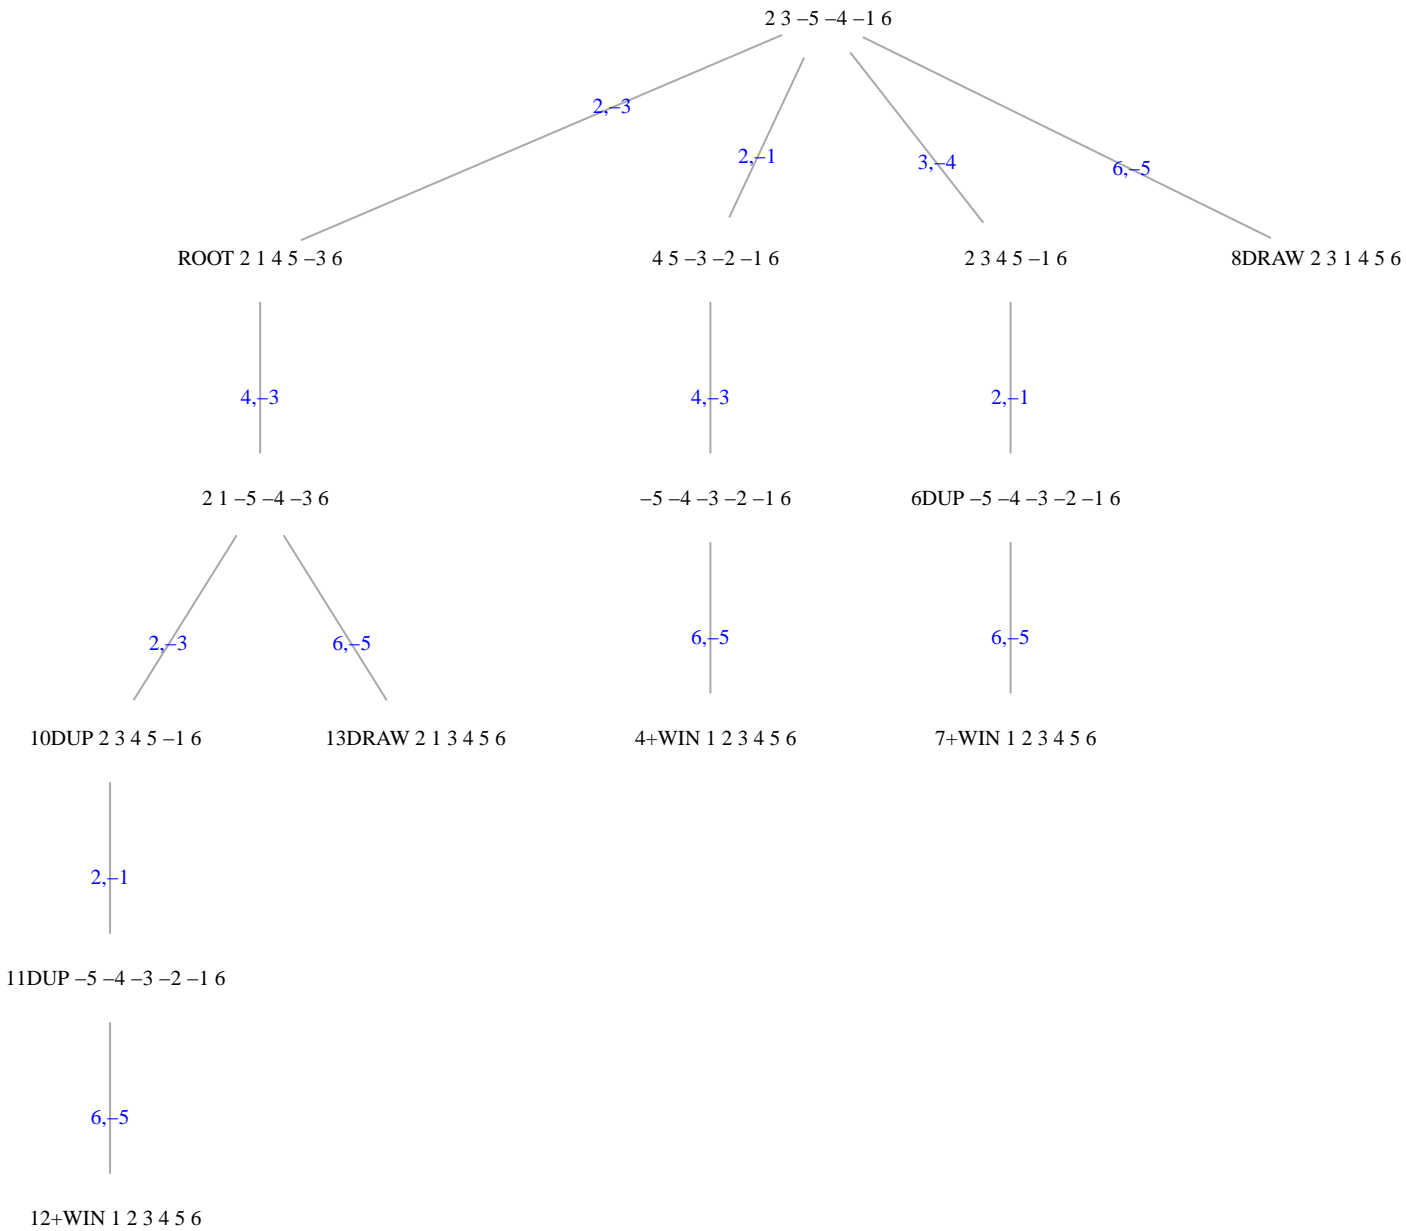 2 3 –5 –4 –1 6
2,–3
2,–1
3,–4
6,–5
ROOT 2 1 4 5 –3 6
4 5 –3 –2 –1 6
2 3 4 5 –1 6
8DRAW 2 3 1 4 5 6
4,–3
4,–3
2,–1
2 1 –5 –4 –3 6
–5 –4 –3 –2 –1 6
6DUP –5 –4 –3 –2 –1 6
2,–3
6,–5
6,–5
6,–5
10DUP 2 3 4 5 –1 6
13DRAW 2 1 3 4 5 6
4+WIN 1 2 3 4 5 6
7+WIN 1 2 3 4 5 6
2,–1
11DUP –5 –4 –3 –2 –1 6
6,–5
12+WIN 1 2 3 4 5 6